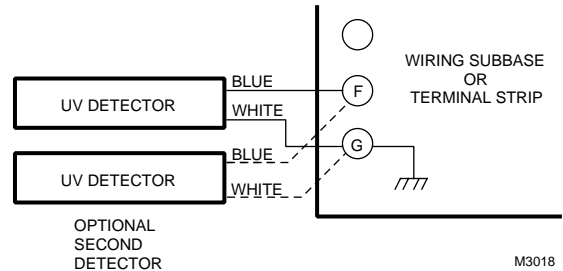 WIRING SUBBASE
OR
TERMINAL STRIP
BLUE
F
UV DETECTOR
WHITE
G
BLUE
UV DETECTOR
WHITE
OPTIONAL
SECOND
DETECTOR
M3018